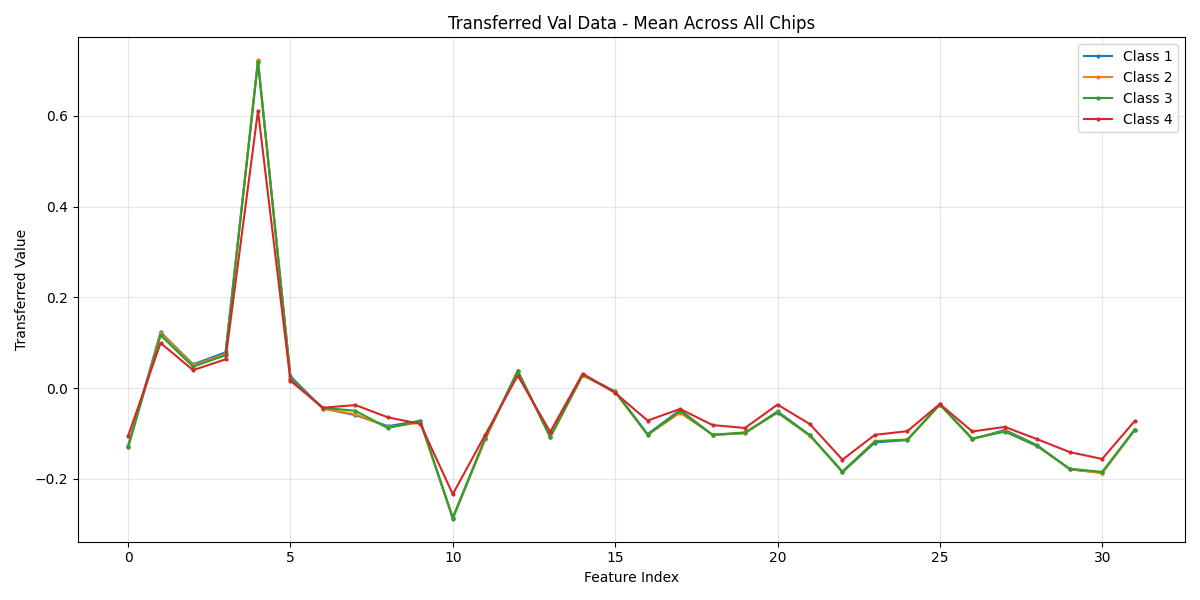 Transferred Val Data - Mean Across All Chips
Class 1
Class 2
Class 3
Class 4
Transferred Value
0.6
0.4
0.2
0.0
−0.2
0 5 10 15 20 25 30
Feature Index